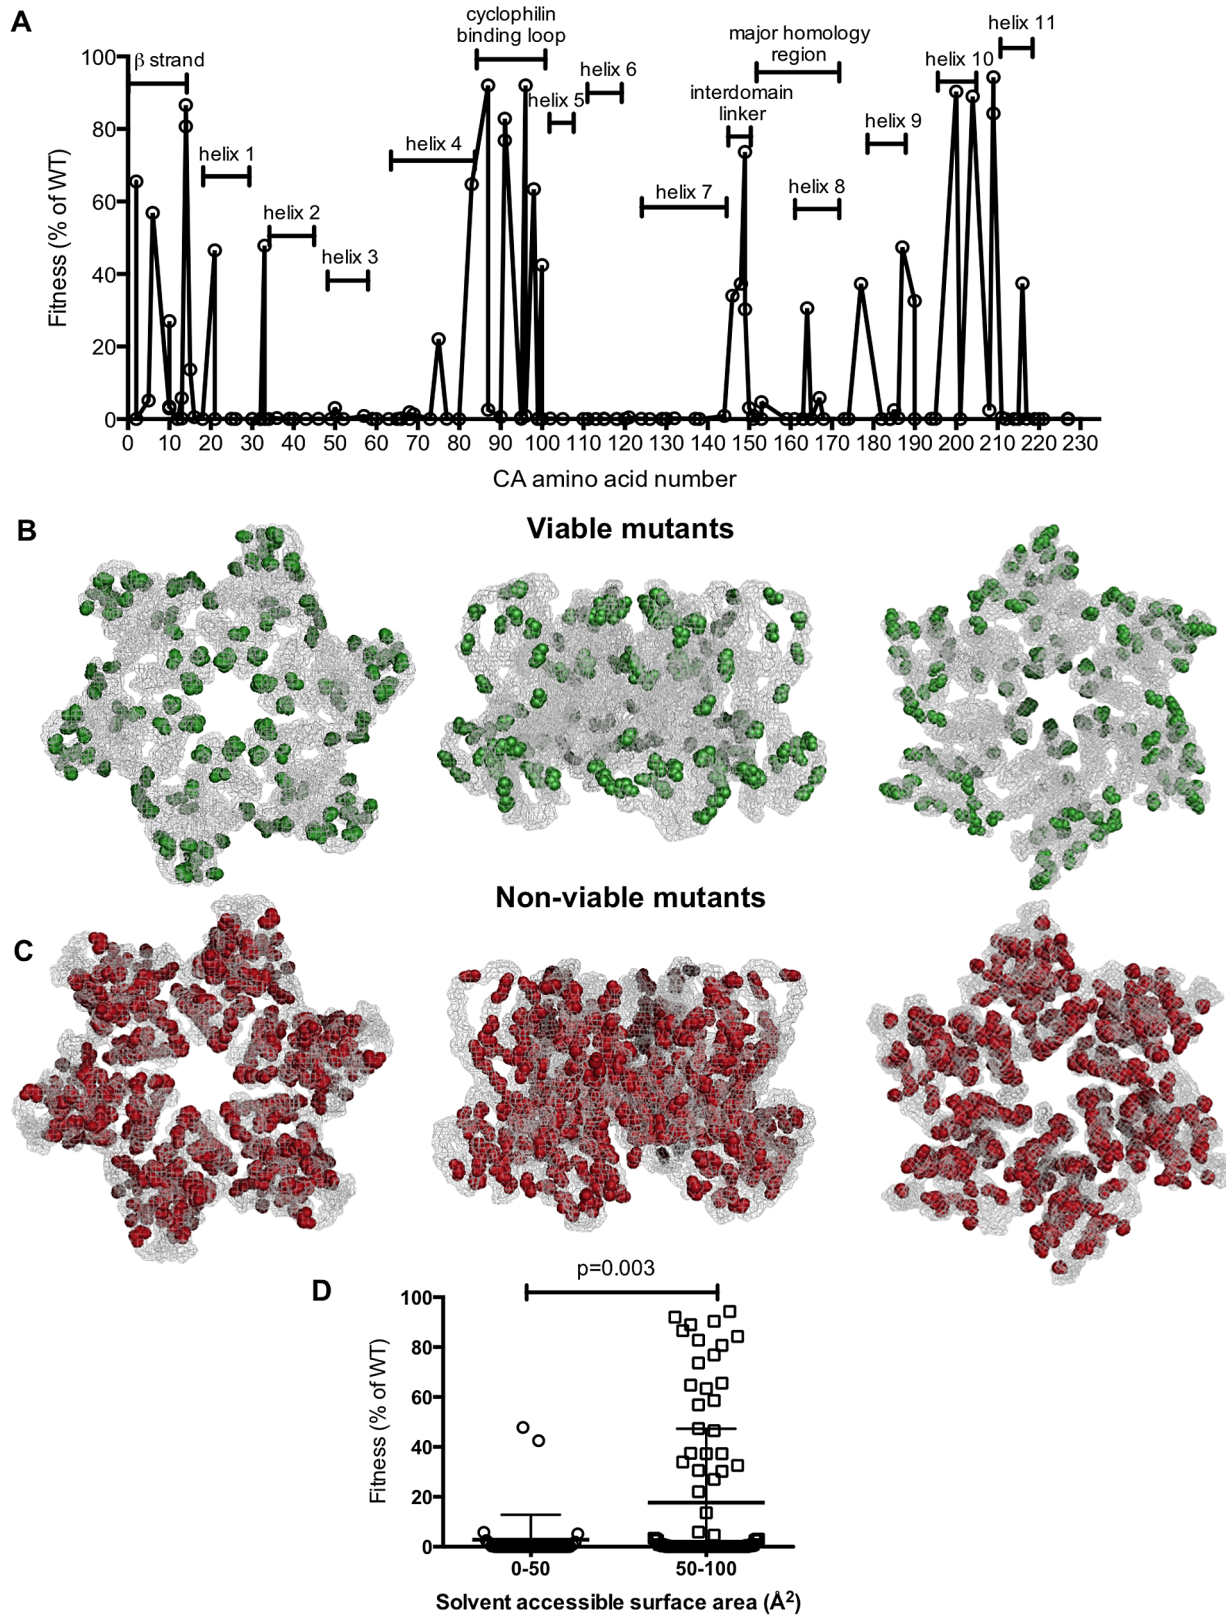 A
β strand
helix 1
helix 2
helix 3
helix 4
cyclophilin
binding loop
helix 5
helix 6
helix 7
interdomain
linker
major homology
region
helix 8
helix 9
helix 10
helix 11
Fitness (% of WT)
100
80
60
40
20
0
0 10 20 30 40 50 60 70 80 90 100 110 120 130 140 150 160 170 180 190 200 210 220 230
CA amino acid number
B
Viable mutants
Non-viable mutants
C
D
p=0.003
Fitness (% of WT)
100
80
60
40
20
0
0-50 50-100
Solvent accessible surface area (Å²)